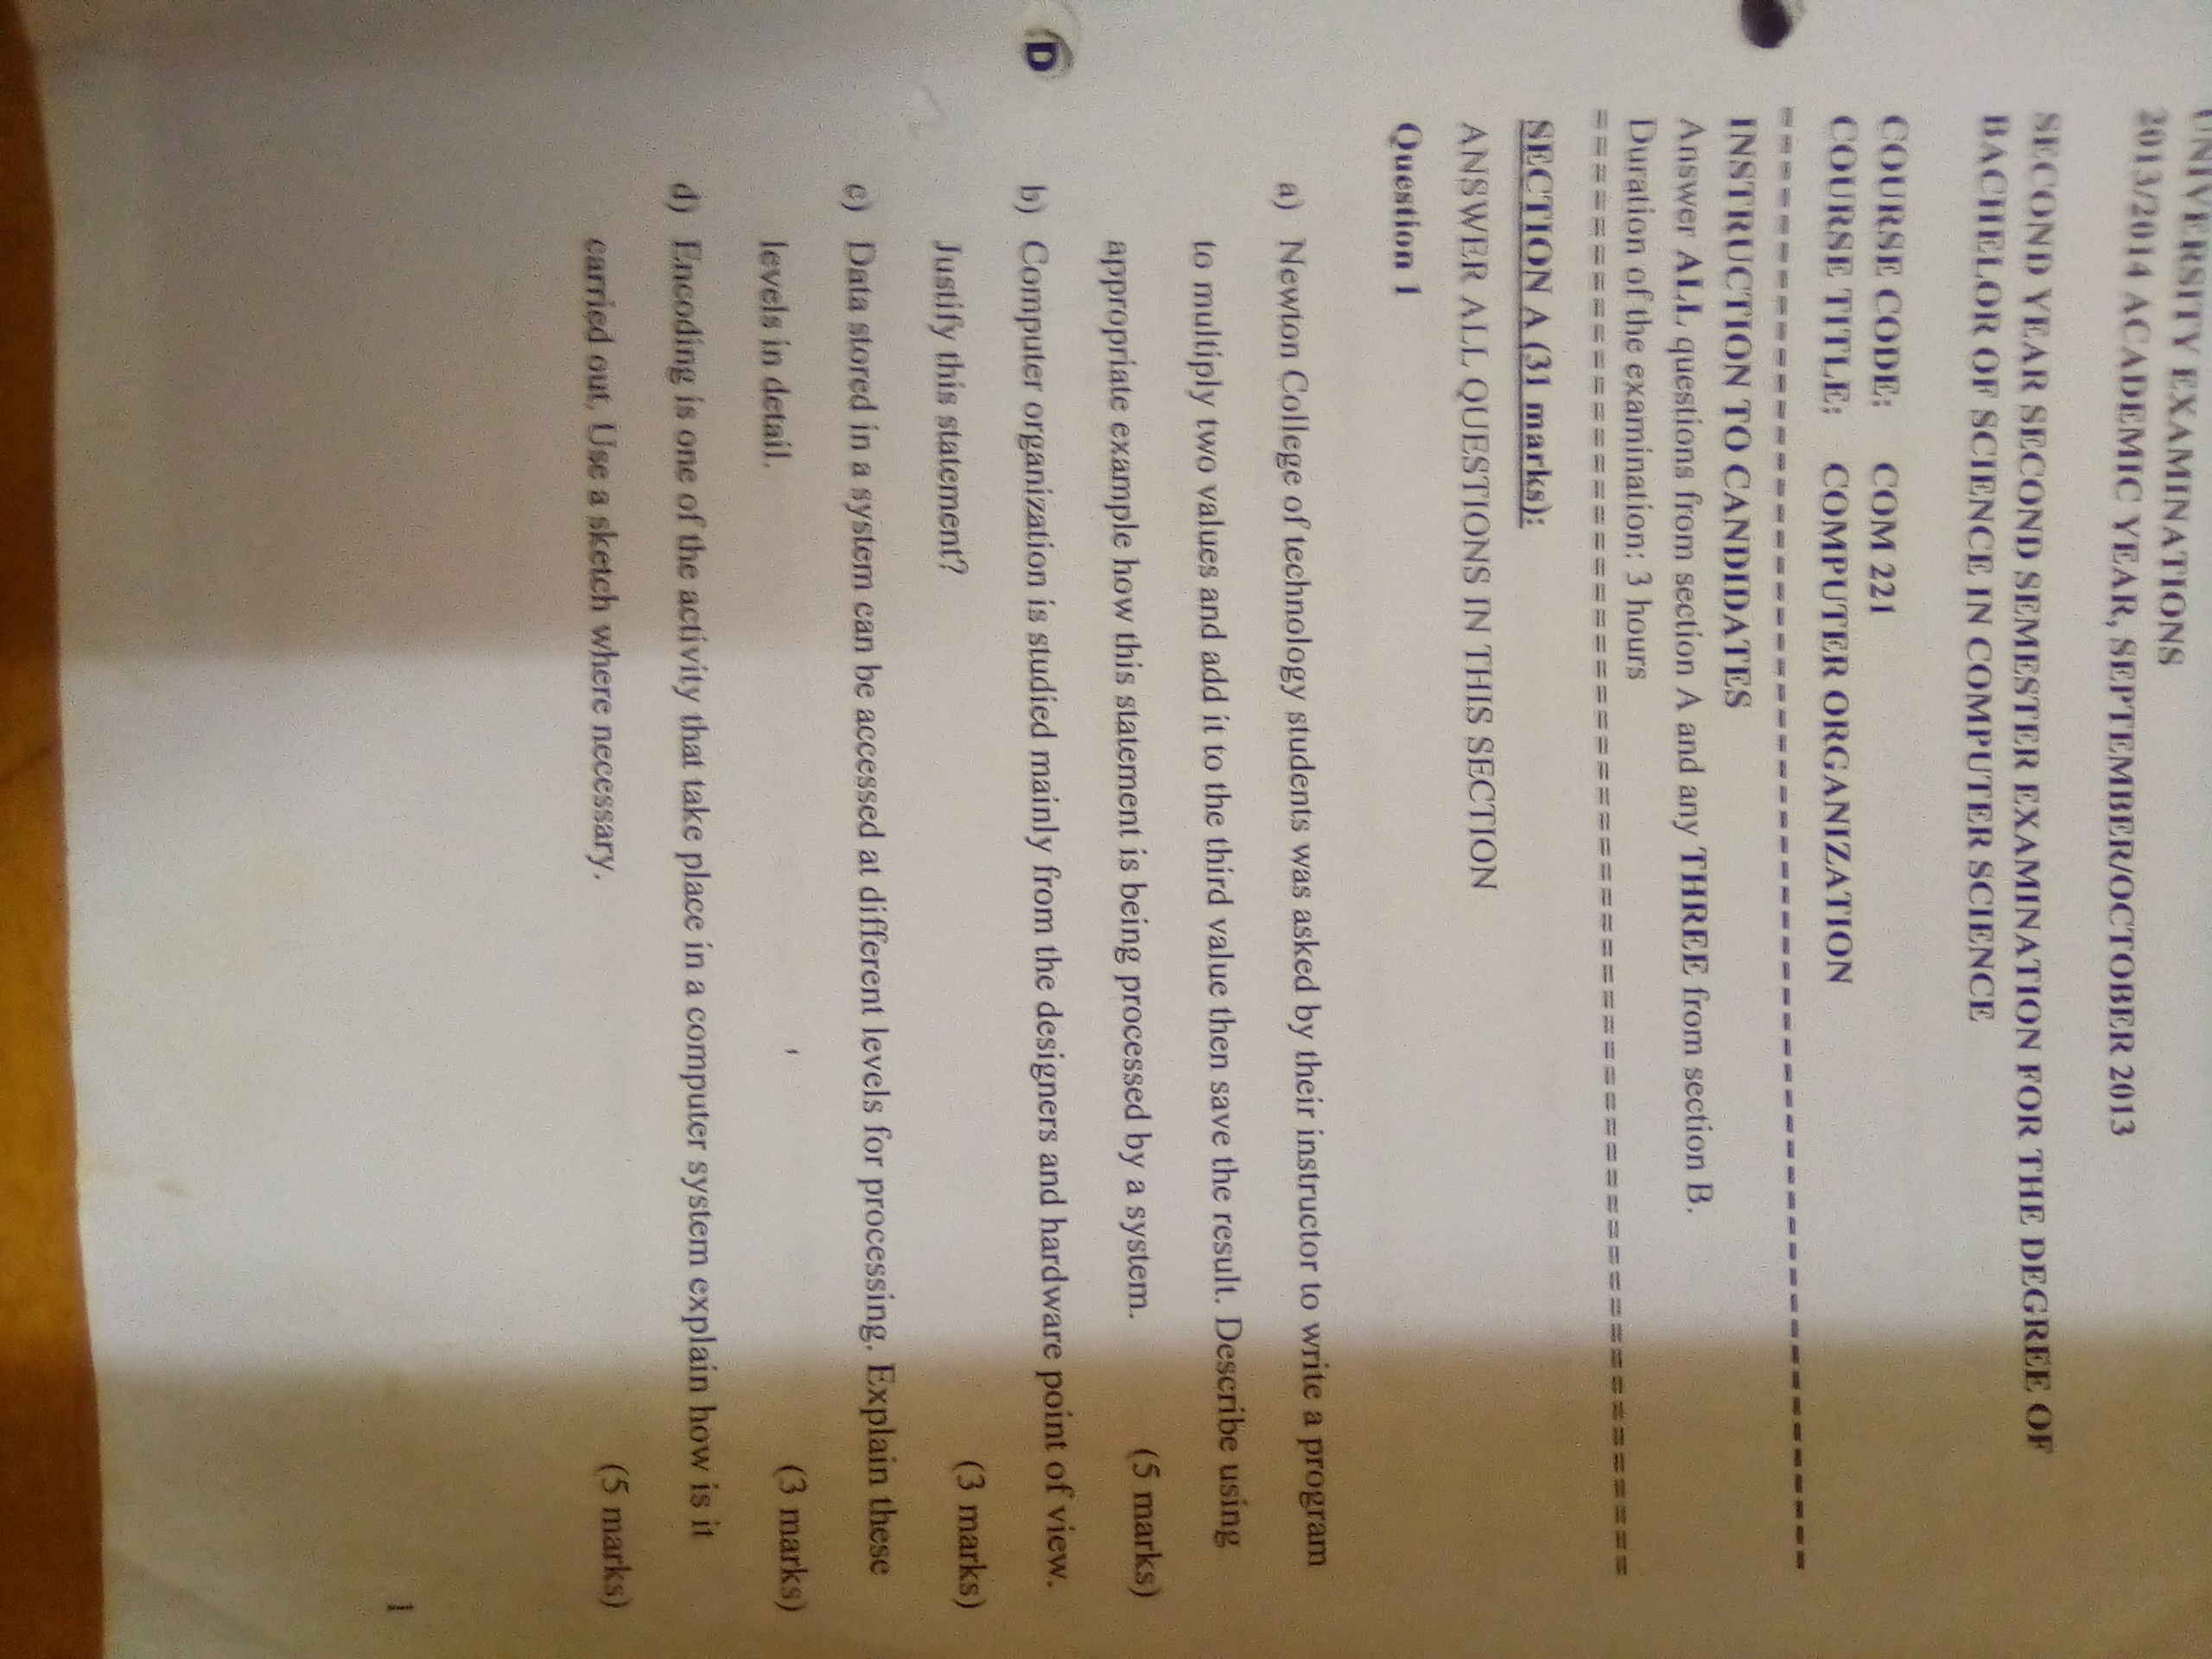 UNIVERSITY EXAMINATIONS
2013/2014 ACADEMIC YEAR, SEPTEMBER/OCTOBER 2013
SECOND YEAR SECOND SEMESTER EXAMINATION FOR THE DEGREE OF
BACHELOR OF SCIENCE IN COMPUTER SCIENCE
COURSE CODE: COM 221
COURSE TITLE: COMPUTER ORGANIZATION
INSTRUCTION TO CANDIDATES
Answer ALL questions from section A and any THREE from section B.
Duration of the examination: 3 hours
SECTION A (31 marks):
ANSWER ALL QUESTIONS IN THIS SECTION
Question 1
a) Newton College of technology students was asked by their instructor to write a program
to multiply two values and add it to the third value then save the result. Describe using
appropriate example how this statement is being processed by a system. (5 marks)
D
b) Computer organization is studied mainly from the designers and hardware point of view.
Justify this statement? (3 marks)
c) Data stored in a system can be accessed at different levels for processing. Explain these
levels in detail. (3 marks)
d) Encoding is one of the activity that take place in a computer system explain how is it
carried out. Use a sketch where necessary. (5 marks)
1